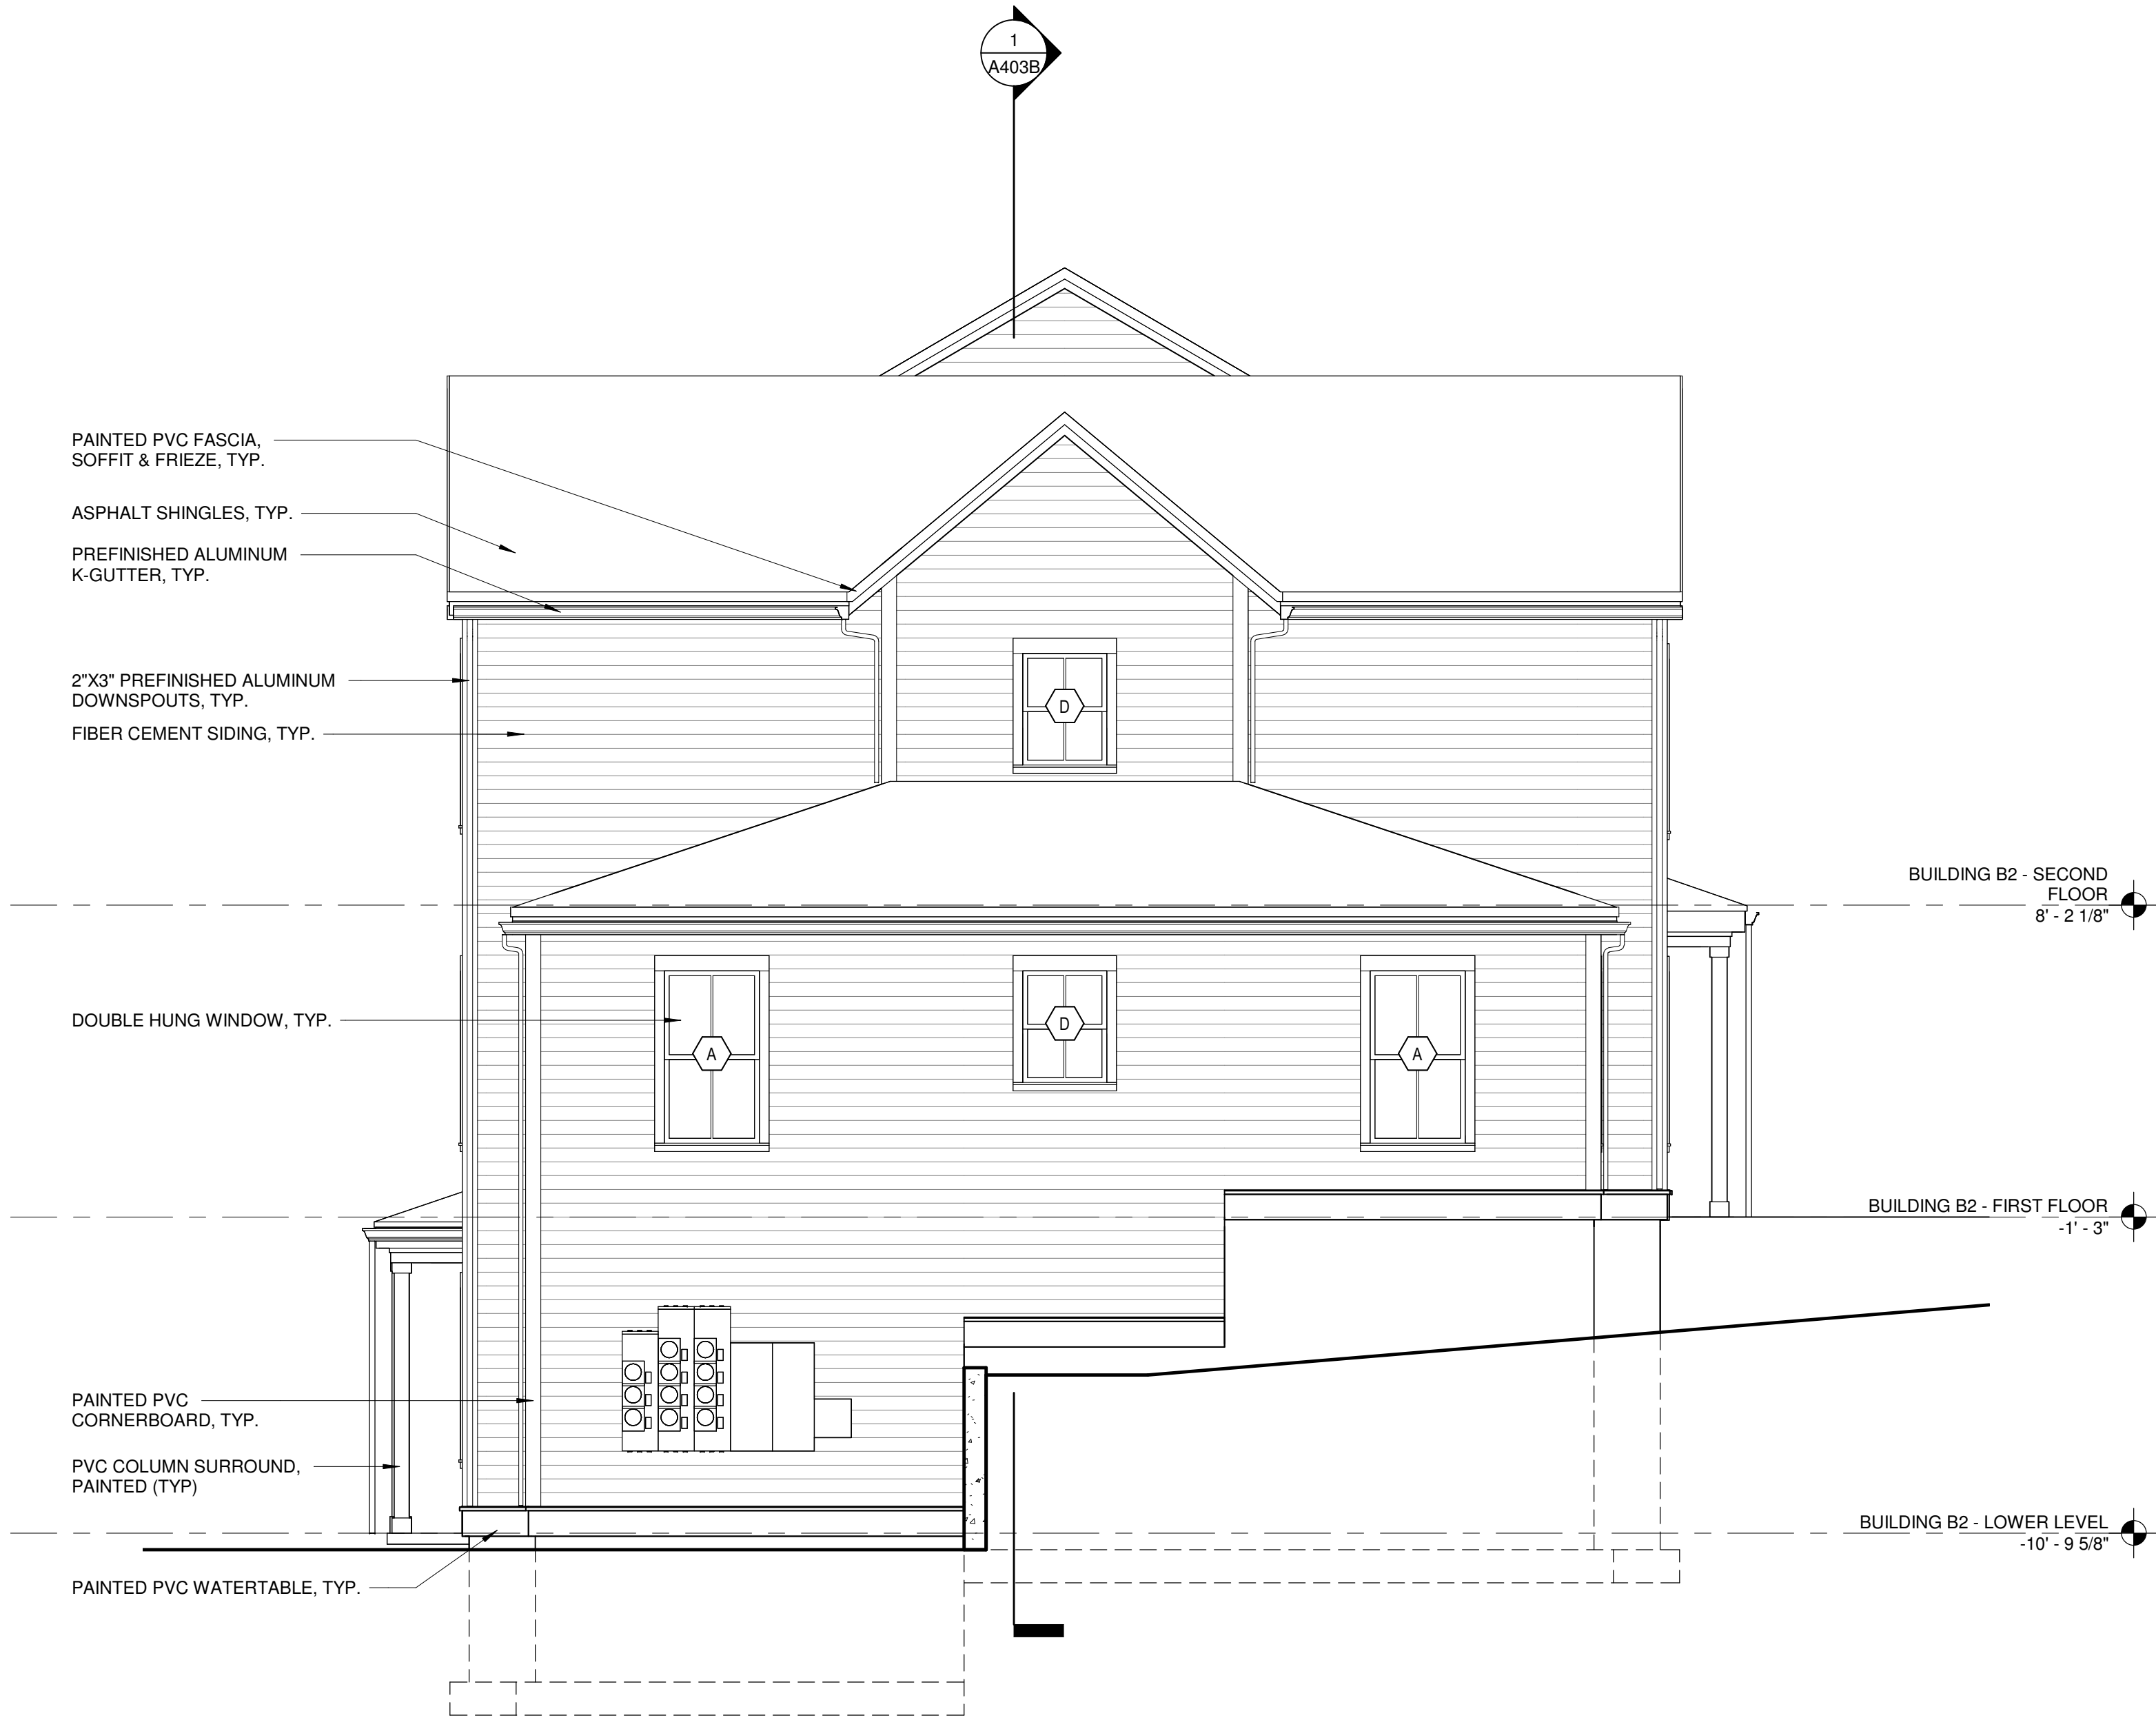 1
A403B
PAINTED PVC FASCIA,
SOFFIT & FRIEZE, TYP.
ASPHALT SHINGLES, TYP.
PREFINISHED ALUMINUM
K-GUTTER, TYP.
2"X3" PREFINISHED ALUMINUM
DOWNSPOUTS, TYP.
FIBER CEMENT SIDING, TYP.
D
BUILDING B2 - SECOND
FLOOR
8' - 2 1/8"
DOUBLE HUNG WINDOW, TYP.
A
D
A
BUILDING B2 - FIRST FLOOR
-1' - 3"
PAINTED PVC
CORNERBOARD, TYP.
PVC COLUMN SURROUND,
PAINTED (TYP)
BUILDING B2 - LOWER LEVEL
-10' - 9 5/8"
PAINTED PVC WATERTABLE, TYP.